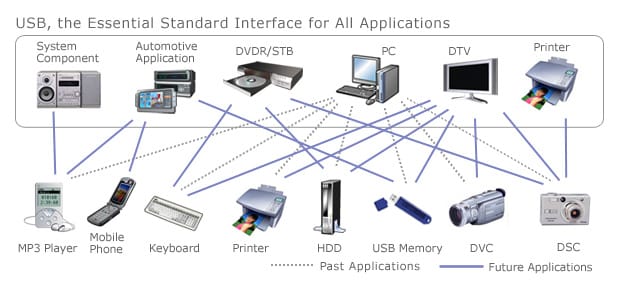 USB, the Essential Standard Interface for All Applications
System
Component
Automotive
Application
DVDR/STB
PC
DTV
Printer
MP3 Player
Mobile
Phone
Keyboard
Printer
HDD
USB Memory
DVC
DSC
Past Applications
Future Applications